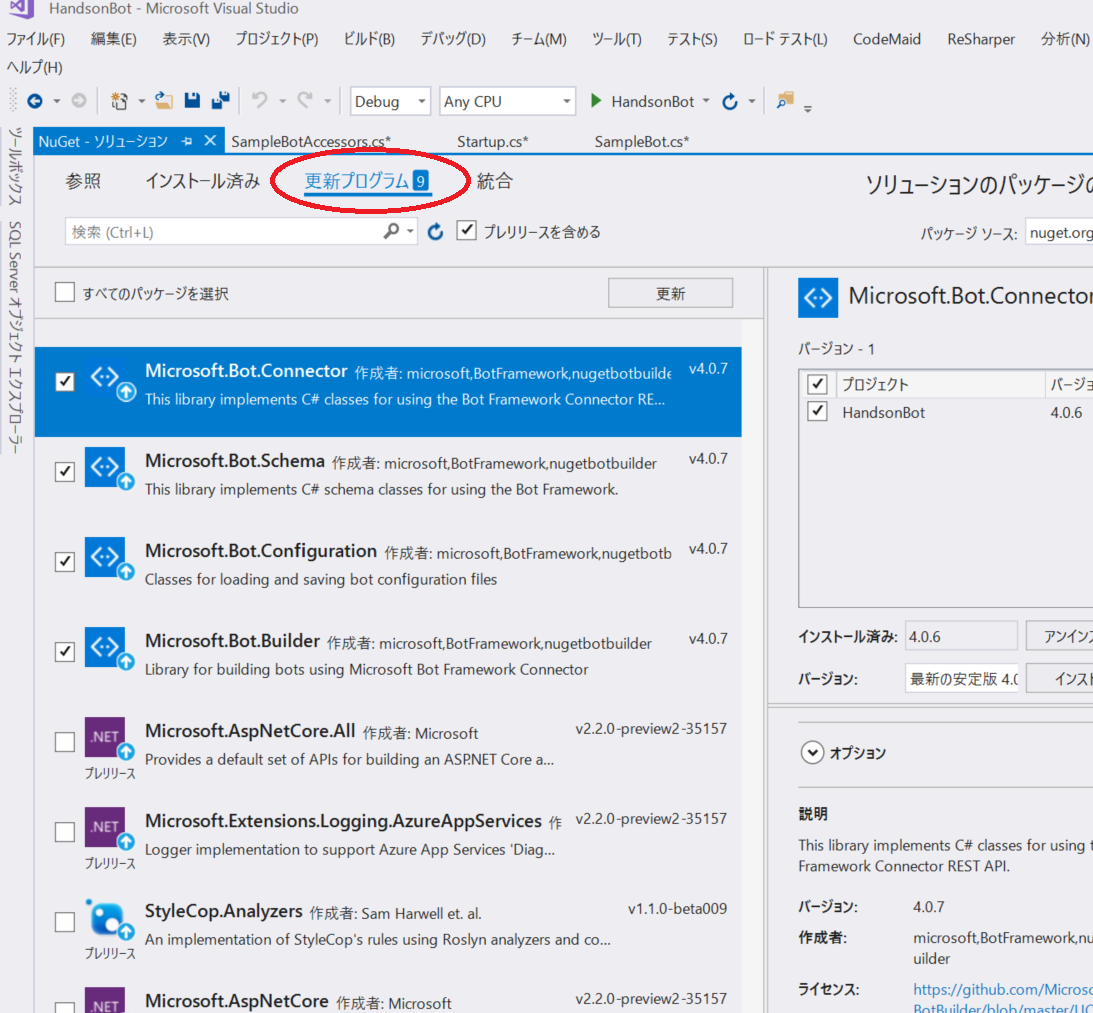 HandsonBot - Microsoft Visual Studio
ファイル(F) 編集(E) 表示(V) プロジェクト(P) ビルド(B) デバッグ(D) チーム(M) ツール(T) テスト(S) ロード テスト(L) CodeMaid ReSharper 分析(N)
ヘルプ(H)
Debug Any CPU HandsonBot
ツールボックス
SQL Server オブジェクト エクスプローラー
NuGet - ソリューション SampleBotAccessors.cs* Startup.cs* SampleBot.cs*
参照 インストール済み 更新プログラム 9 統合 ソリューションのパッケージの
検索 (Ctrl+L) プレリリースを含める パッケージ ソース: nuget.org
すべてのパッケージを選択 更新
Microsoft.Bot.Connector 作成者: microsoft,BotFramework,nugetbotbuilde v4.0.7
This library implements C# classes for using the Bot Framework Connector RE...
Microsoft.Bot.Schema 作成者: microsoft,BotFramework,nugetbotbuilder v4.0.7
This library implements C# schema classes for using the Bot Framework.
Microsoft.Bot.Configuration 作成者: microsoft,BotFramework,nugetbotb v4.0.7
Classes for loading and saving bot configuration files
Microsoft.Bot.Builder 作成者: microsoft,BotFramework,nugetbotbuilder v4.0.7
Library for building bots using Microsoft Bot Framework Connector
.NET Microsoft.AspNetCore.All 作成者: Microsoft v2.2.0-preview2-35157
Provides a default set of APIs for building an ASP.NET Core a...
プレリリース
.NET Microsoft.Extensions.Logging.AzureAppServices 作 v2.2.0-preview2-35157
Logger implementation to support Azure App Services 'Diag...
プレリリース
StyleCop.Analyzers 作成者: Sam Harwell et. al. v1.1.0-beta009
An implementation of StyleCop's rules using Roslyn analyzers and co...
プレリリース
.NET Microsoft.AspNetCore 作成者: Microsoft v2.2.0-preview2-35157
Microsoft.Bot.Connector
バージョン - 1
プロジェクト バージョ
HandsonBot 4.0.6
インストール済み: 4.0.6 アンインス
バージョン: 最新の安定版 4.0 インスト
オプション
説明
This library implements C# classes for using t
Framework Connector REST API.
バージョン: 4.0.7
作成者: microsoft,BotFramework,nu
uilder
ライセンス: https://github.com/Microso
BotBuilder/blob/master/LIC